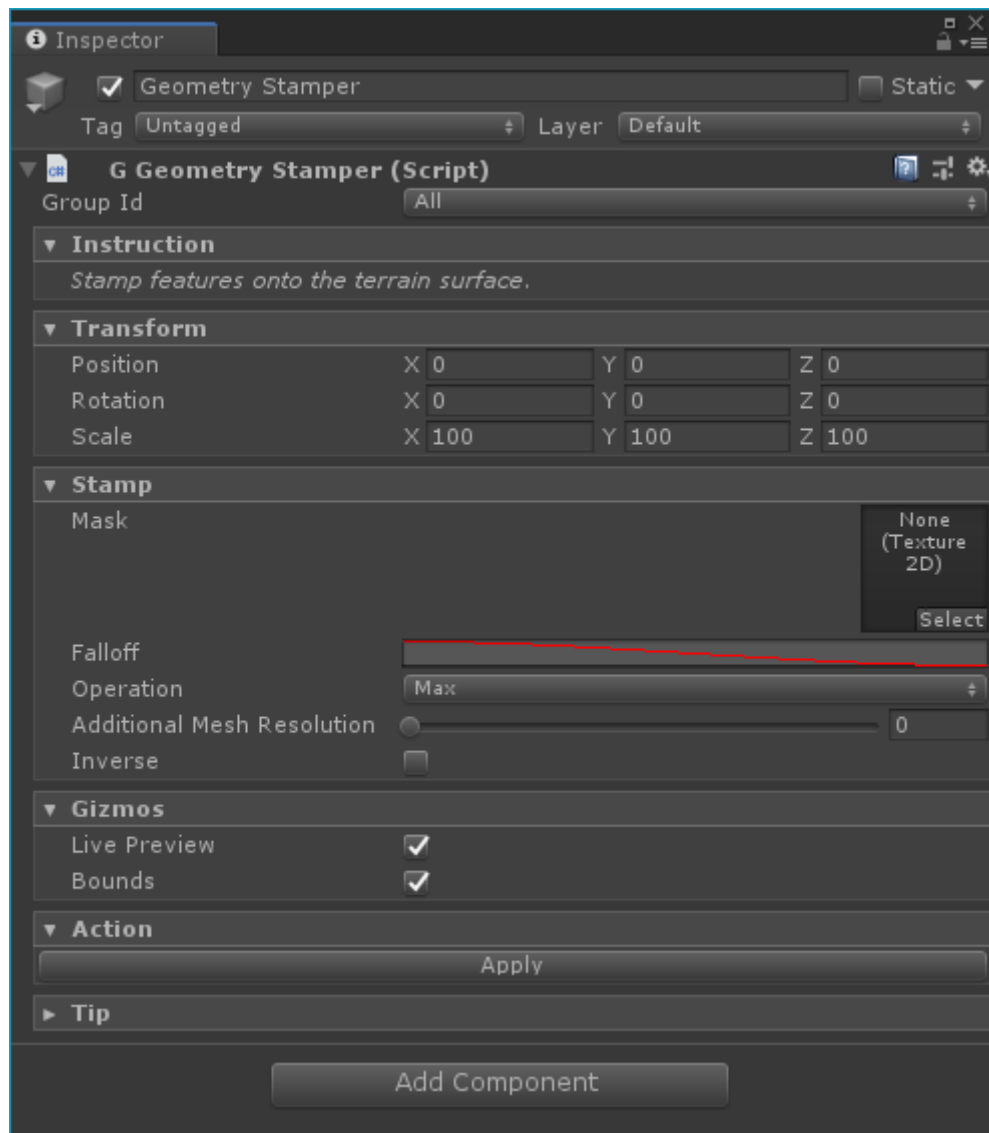 Inspector
Geometry Stamper Static
Tag Untagged Layer Default
G Geometry Stamper (Script)
Group Id All
Instruction
Stamp features onto the terrain surface.
Transform
Position X 0 Y 0 Z 0
Rotation X 0 Y 0 Z 0
Scale X 100 Y 100 Z 100
Stamp
Mask None
(Texture
2D)
Select
Falloff
Operation Max
Additional Mesh Resolution 0
Inverse
Gizmos
Live Preview
Bounds
Action
Apply
Tip
Add Component